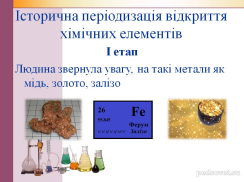 Історична періодизація відкриття
хімічних елементів
І етап
Людина звернула увагу, на такі метали як
мідь, золото, залізо
26
Fe
Ферум
Залізо